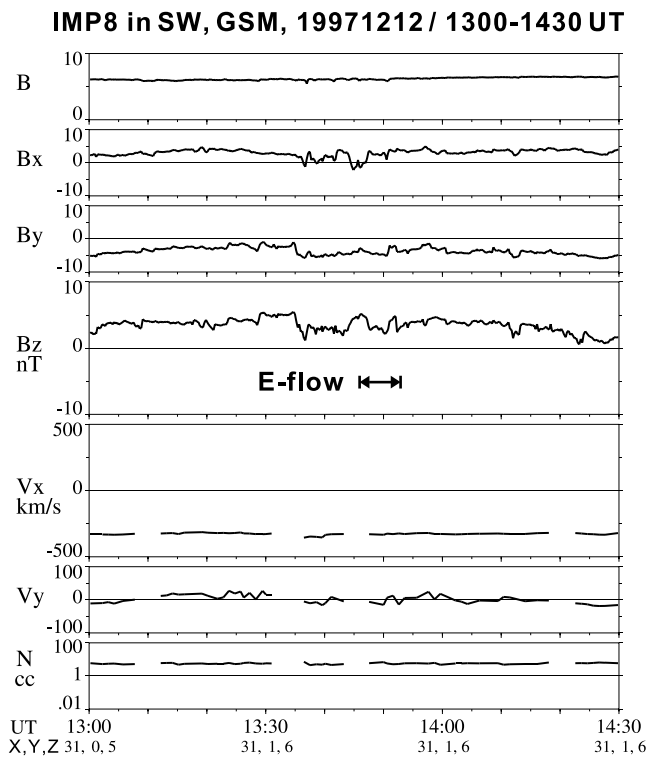 IMP8 in SW, GSM, 19971212 / 1300-1430 UT
10
B
0
10
Bx
0
-10
10
By
0
-10
10
Bz
nT
0
E-flow
-10
500
Vx
km/s
0
-500
100
Vy
0
-100
100
N
cc
1
.01
UT 13:00 13:30 14:00 14:30
X,Y,Z 31, 0, 5 31, 1, 6 31, 1, 6 31, 1, 6